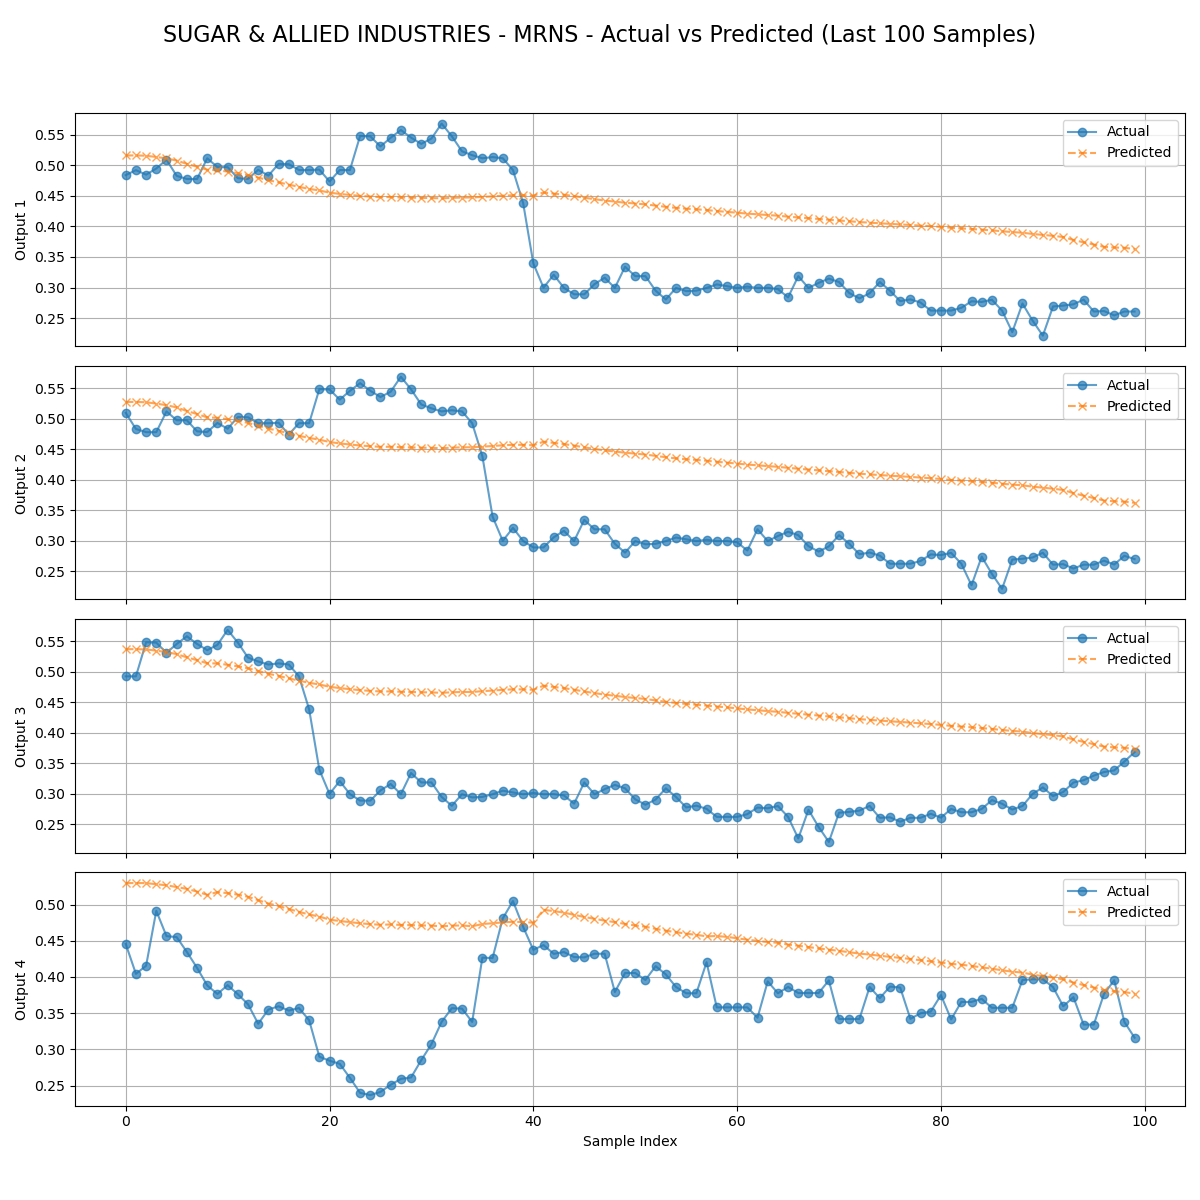 SUGAR & ALLIED INDUSTRIES - MRNS - Actual vs Predicted (Last 100 Samples)
Output 1
0.55
0.50
0.45
0.40
0.35
0.30
0.25
Actual
Predicted
Output 2
0.55
0.50
0.45
0.40
0.35
0.30
0.25
Actual
Predicted
Output 3
0.55
0.50
0.45
0.40
0.35
0.30
0.25
Actual
Predicted
Output 4
0.50
0.45
0.40
0.35
0.30
0.25
Actual
Predicted
0 20 40 60 80 100
Sample Index